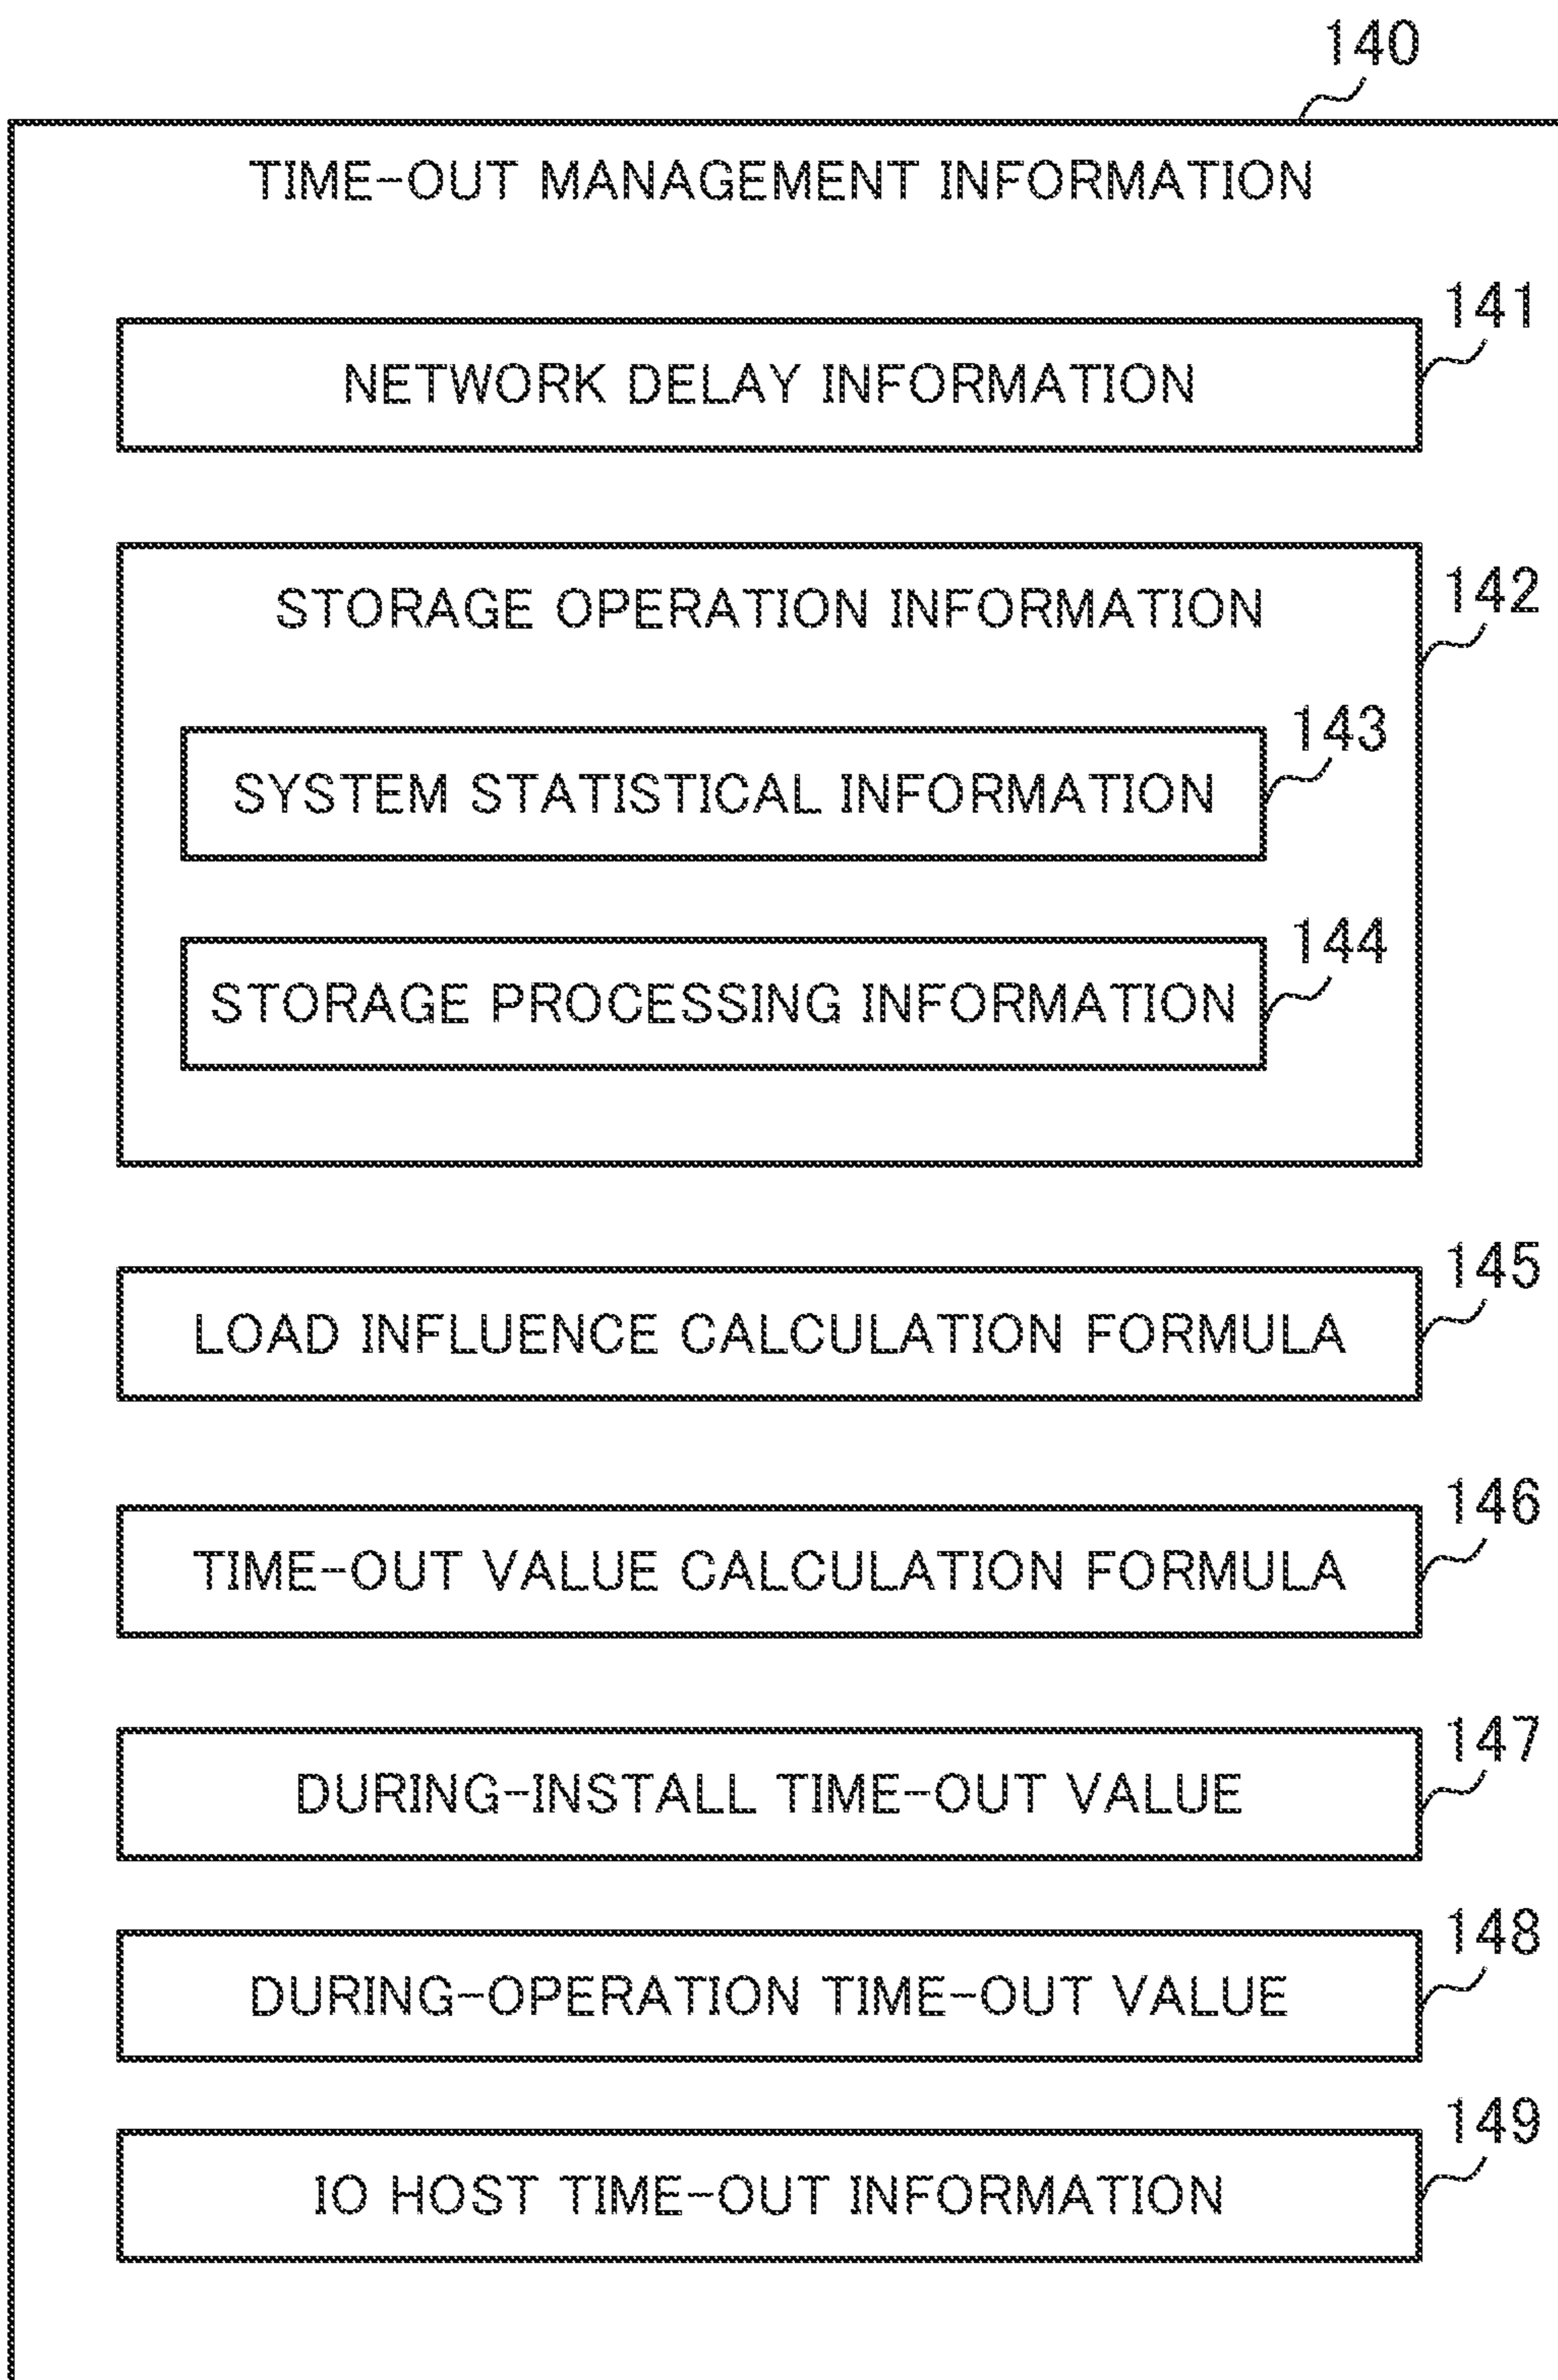 140
TIME-OUT MANAGEMENT INFORMATION
141
NETWORK DELAY INFORMATION
142
STORAGE OPERATION INFORMATION
143
SYSTEM STATISTICAL INFORMATION
144
STORAGE PROCESSING INFORMATION
145
LOAD INFLUENCE CALCULATION FORMULA
146
TIME-OUT VALUE CALCULATION FORMULA
147
DURING-INSTALL TIME-OUT VALUE
148
DURING-OPERATION TIME-OUT VALUE
149
IO HOST TIME-OUT INFORMATION